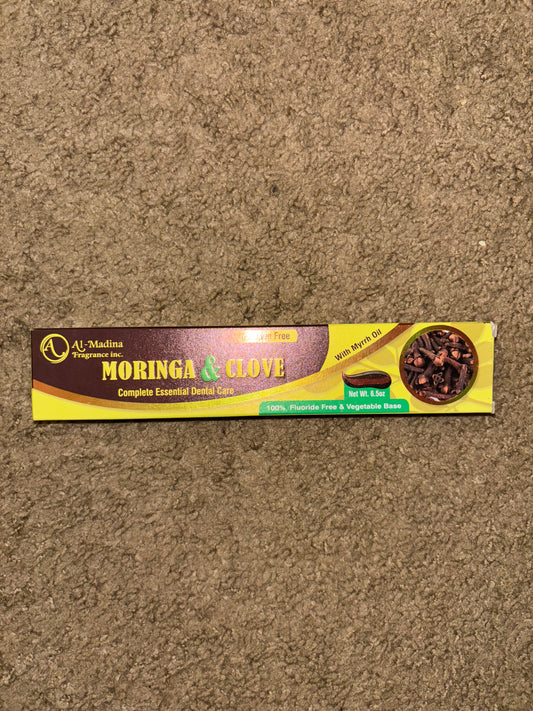 Al-Madina
Fragrance inc.
Free
MORINGA & CLOVE
Complete Essential Dental Care
With Myrrh Oil
Net Wt. 6.5oz
100% Fluoride Free & Vegetable Base